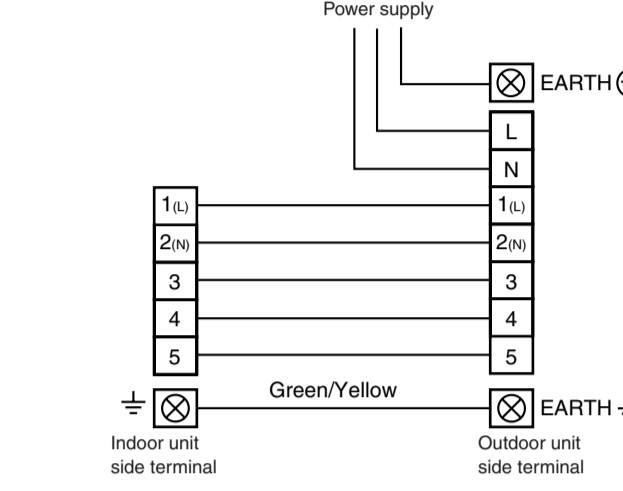 Power supply
EARTH
L
N
1(L) 1(L)
2(N) 2(N)
3 3
4 4
5 5
Green/Yellow
EARTH
Indoor unit
side terminal
Outdoor unit
side terminal